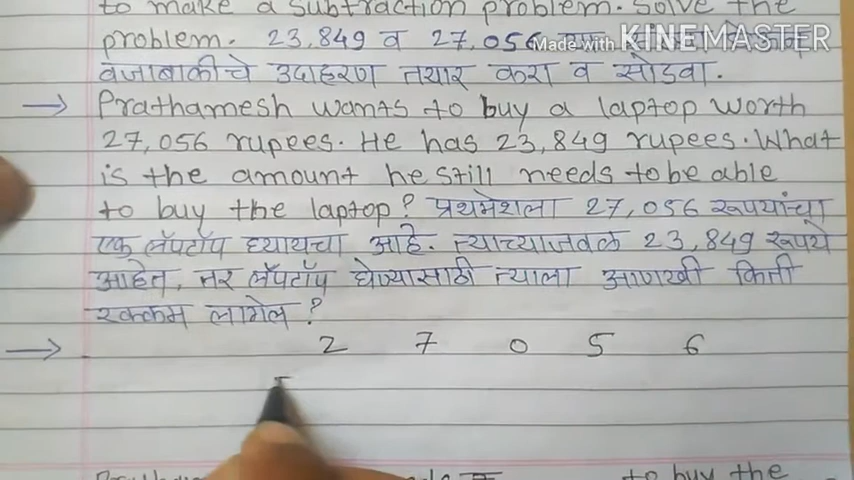 to make a subtraction problem. Solve the
problem. 23,849 व 27,056
Made with KINEMASTER
वजाबाकीचे उदाहरण तयार करा व सोडवा.
→ Prathamesh wants to buy a laptop worth
27,056 rupees. He has 23,849 rupees. What
is the amount he still needs to be able
to buy the laptop? प्रथमेशला 27,056 रूपयांचा
एक लॅपटॉप घ्यायचा आहे. त्याच्याजवळ 23,849 रूपये
आहेत. तर लॅपटॉप घेण्यासाठी त्याला आणखी किती
रक्कम लागेल?
→ 2 7 0 5 6
to buy the